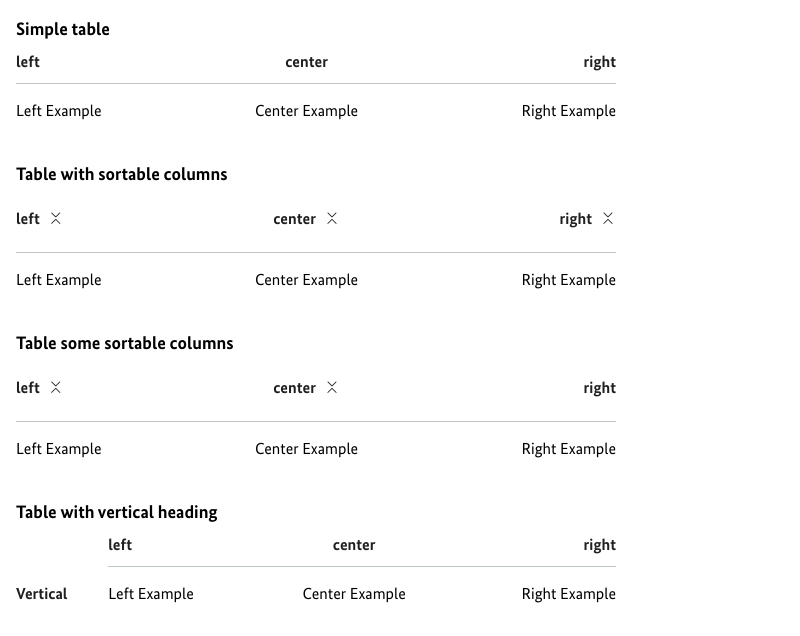 Simple table
left center right
Left Example Center Example Right Example
Table with sortable columns
left center right
Left Example Center Example Right Example
Table some sortable columns
left center right
Left Example Center Example Right Example
Table with vertical heading
left center right
Vertical Left Example Center Example Right Example